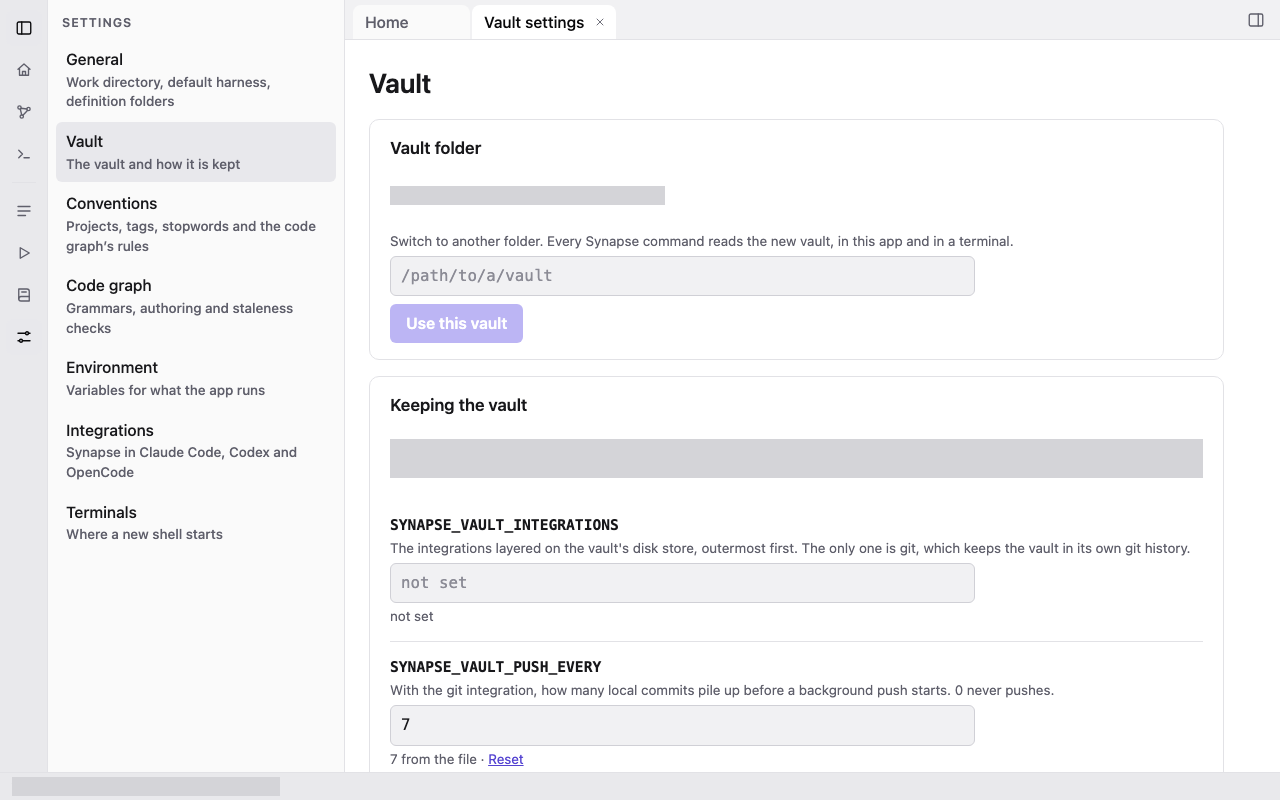 SETTINGS
General
Work directory, default harness,
definition folders
Vault
The vault and how it is kept
Conventions
Projects, tags, stopwords and the code
graph's rules
Code graph
Grammars, authoring and staleness
checks
Environment
Variables for what the app runs
Integrations
Synapse in Claude Code, Codex and
OpenCode
Terminals
Where a new shell starts
Home
Vault settings
Vault
Vault folder
Switch to another folder. Every Synapse command reads the new vault, in this app and in a terminal.
/path/to/a/vault
Use this vault
Keeping the vault
SYNAPSE_VAULT_INTEGRATIONS
The integrations layered on the vault's disk store, outermost first. The only one is git, which keeps the vault in its own git history.
not set
not set
SYNAPSE_VAULT_PUSH_EVERY
With the git integration, how many local commits pile up before a background push starts. 0 never pushes.
7
7 from the file · Reset